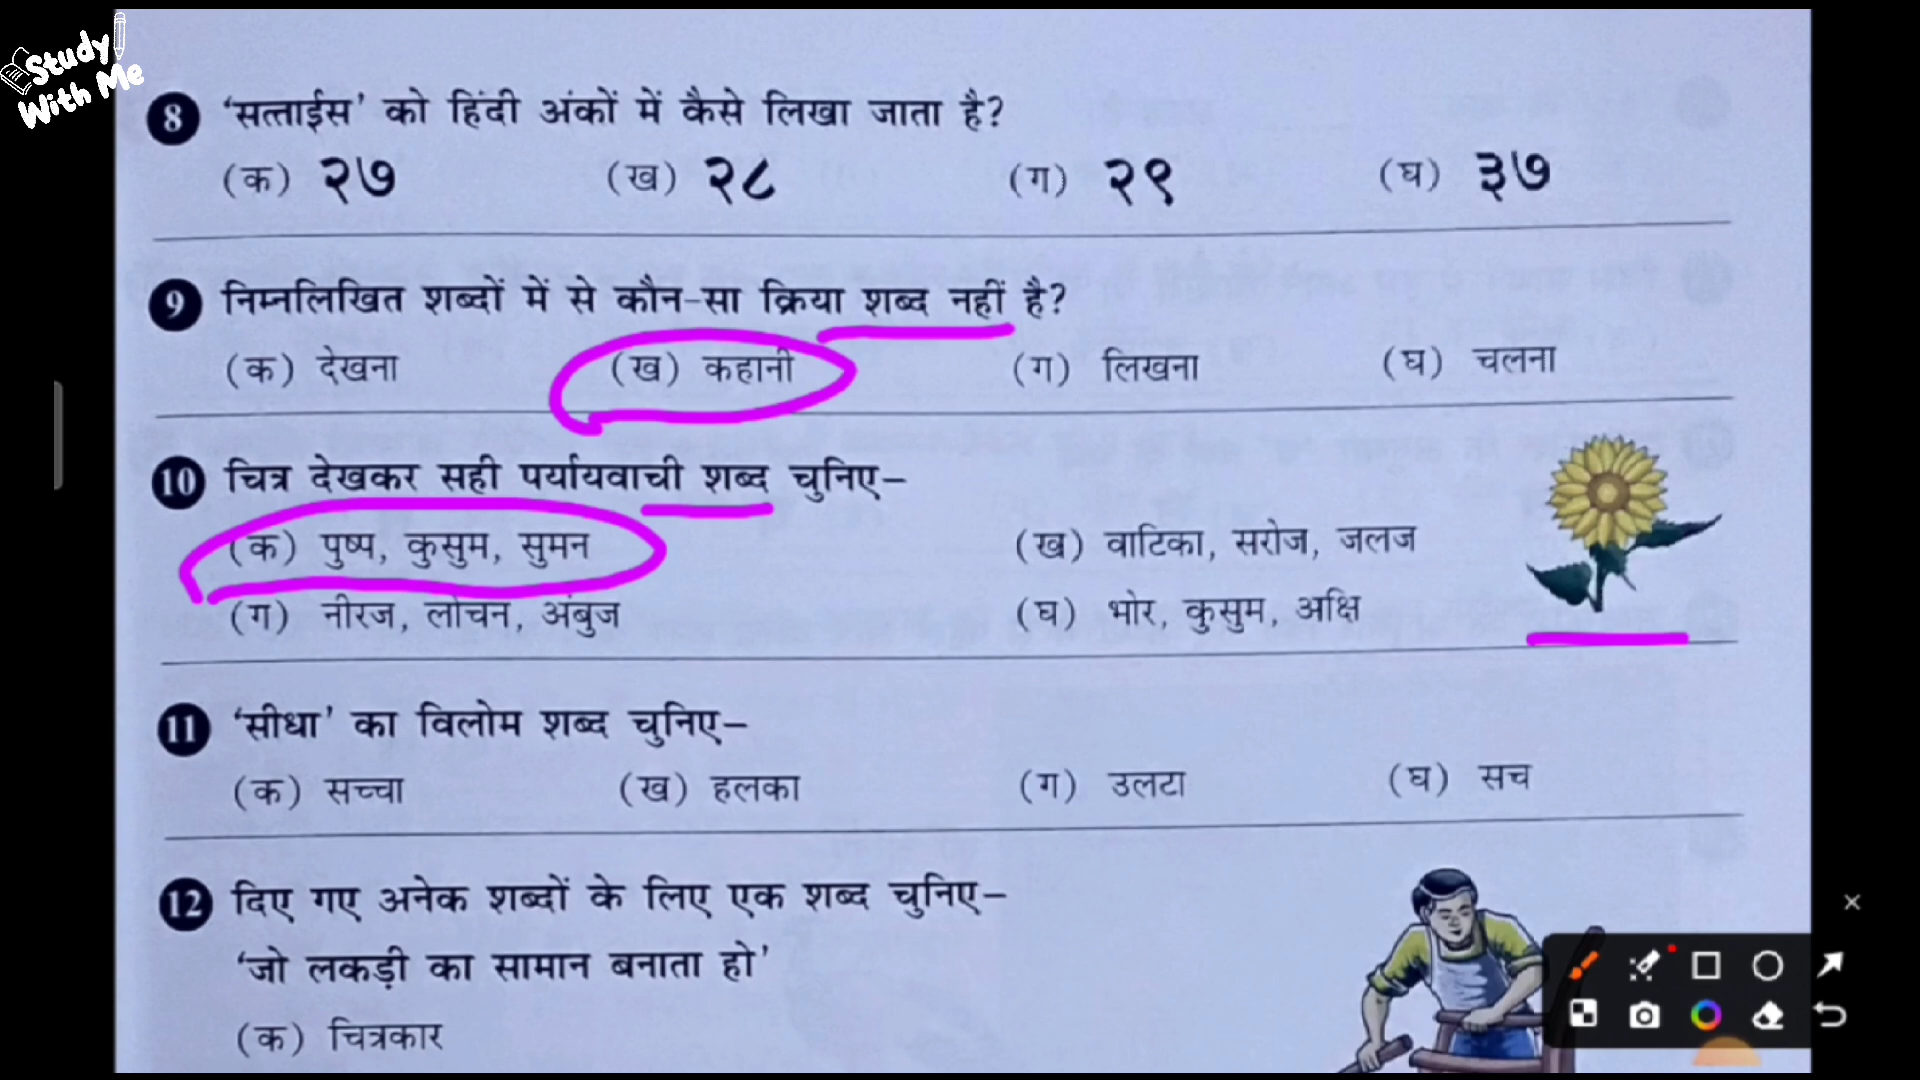 Study
With Me
8 ‘सत्ताईस’ को हिंदी अंकों में कैसे लिखा जाता है?
(क) २७ (ख) २८ (ग) २९ (घ) ३७
9 निम्नलिखित शब्दों में से कौन-सा क्रिया शब्द नहीं है?
(क) देखना (ख) कहानी (ग) लिखना (घ) चलना
10 चित्र देखकर सही पर्यायवाची शब्द चुनिए–
(क) पुष्प, कुसुम, सुमन (ख) वाटिका, सरोज, जलज
(ग) नीरज, लोचन, अंबुज (घ) भोर, कुसुम, अक्षि
11 ‘सीधा’ का विलोम शब्द चुनिए–
(क) सच्चा (ख) हलका (ग) उलटा (घ) सच
12 दिए गए अनेक शब्दों के लिए एक शब्द चुनिए–
‘जो लकड़ी का सामान बनाता हो’
(क) चित्रकार